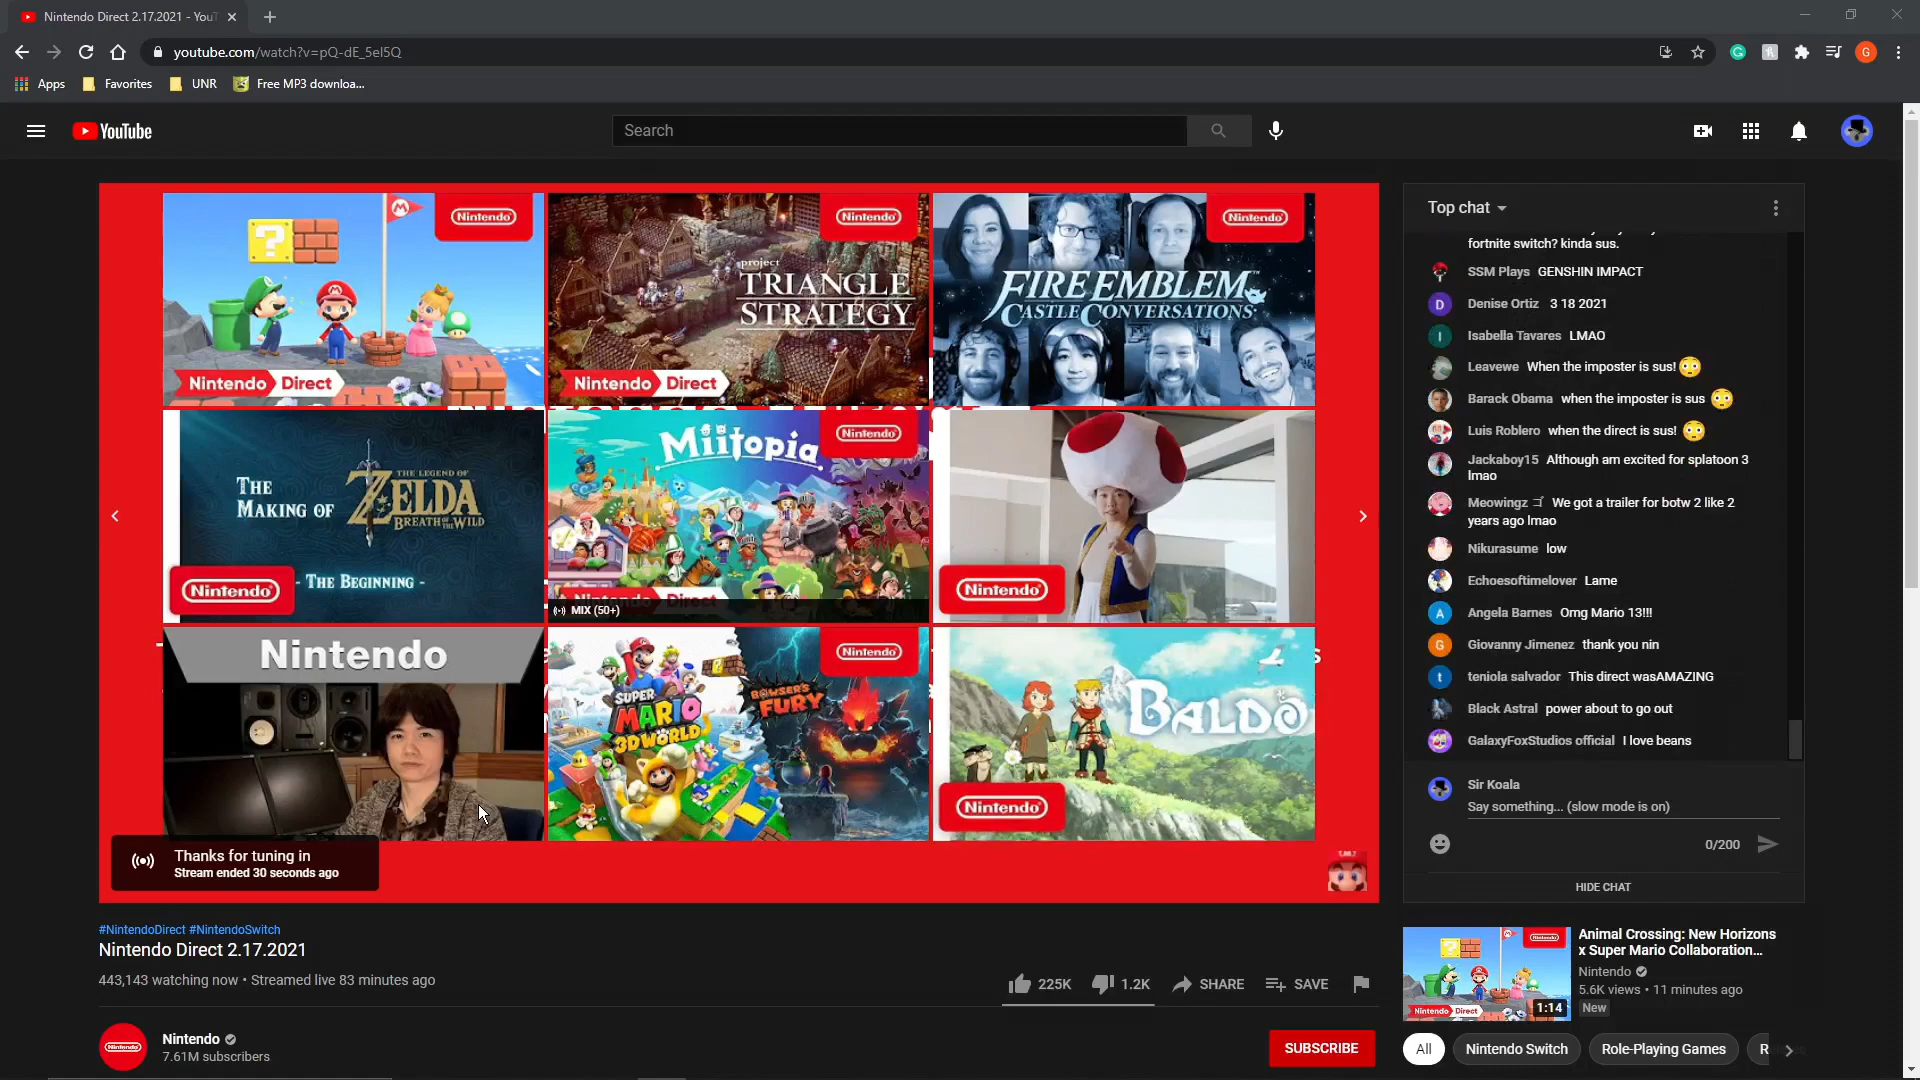 Nintendo Direct 2.17.2021 - YouT
youtube.com/watch?v=pQ-dE_5eI5Q
G
Apps
Favorites
UNR
Free MP3 downloa...
YouTube
Search
Nintendo
Nintendo Direct
Nintendo
project
TRIANGLE
STRATEGY
Nintendo Direct
Nintendo
FIRE EMBLEM™
CASTLE CONVERSATIONS
THE
MAKING OF
THE LEGEND OF
ZELDA
BREATH OF THE WILD
- THE BEGINNING -
Nintendo
Miitopia
Nintendo
MIX (50+)
Nintendo
Nintendo
SUPER
MARIO
3D WORLD
BOWSER'S
FURY
Nintendo
BALDO
Nintendo
Thanks for tuning in
Stream ended 30 seconds ago
#NintendoDirect #NintendoSwitch
Nintendo Direct 2.17.2021
443,143 watching now • Streamed live 83 minutes ago
225K
1.2K
SHARE
SAVE
Nintendo
Nintendo
7.61M subscribers
SUBSCRIBE
Top chat
fortnite switch? kinda sus.
SSM Plays GENSHIN IMPACT
D Denise Ortiz 3 18 2021
I Isabella Tavares LMAO
Leavewe When the imposter is sus! 😳
Barack Obama when the imposter is sus 😳
Luis Roblero when the direct is sus! 😳
Jackaboy15 Although am excited for splatoon 3
lmao
Meowingz ゴ We got a trailer for botw 2 like 2
years ago lmao
Nikurasume low
Echoesoftimelover Lame
A Angela Barnes Omg Mario 13!!!
G Giovanny Jimenez thank you nin
t teniola salvador This direct wasAMAZING
Black Astral power about to go out
GalaxyFoxStudios official I love beans
Sir Koala
Say something... (slow mode is on)
0/200
HIDE CHAT
Nintendo
Nintendo Direct
1:14
Animal Crossing: New Horizons
x Super Mario Collaboration...
Nintendo
5.6K views • 11 minutes ago
New
All
Nintendo Switch
Role-Playing Games